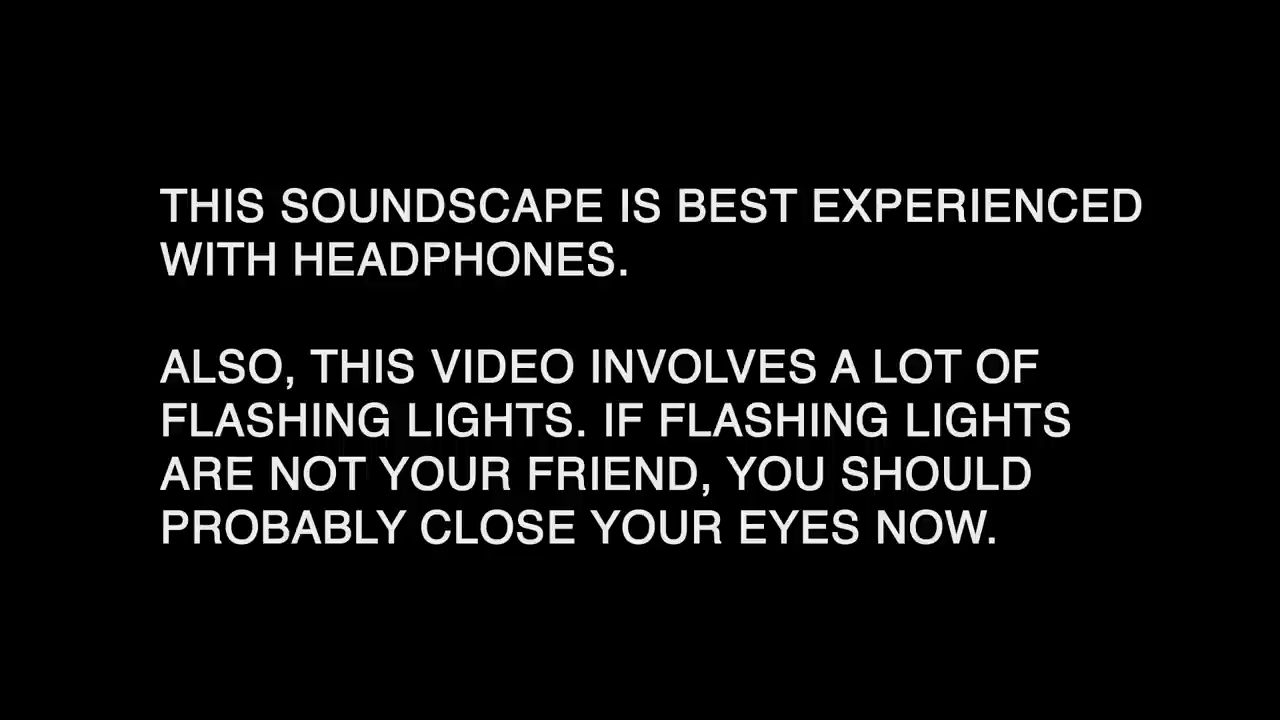 THIS SOUNDSCAPE IS BEST EXPERIENCED
WITH HEADPHONES.
ALSO, THIS VIDEO INVOLVES A LOT OF
FLASHING LIGHTS. IF FLASHING LIGHTS
ARE NOT YOUR FRIEND, YOU SHOULD
PROBABLY CLOSE YOUR EYES NOW.